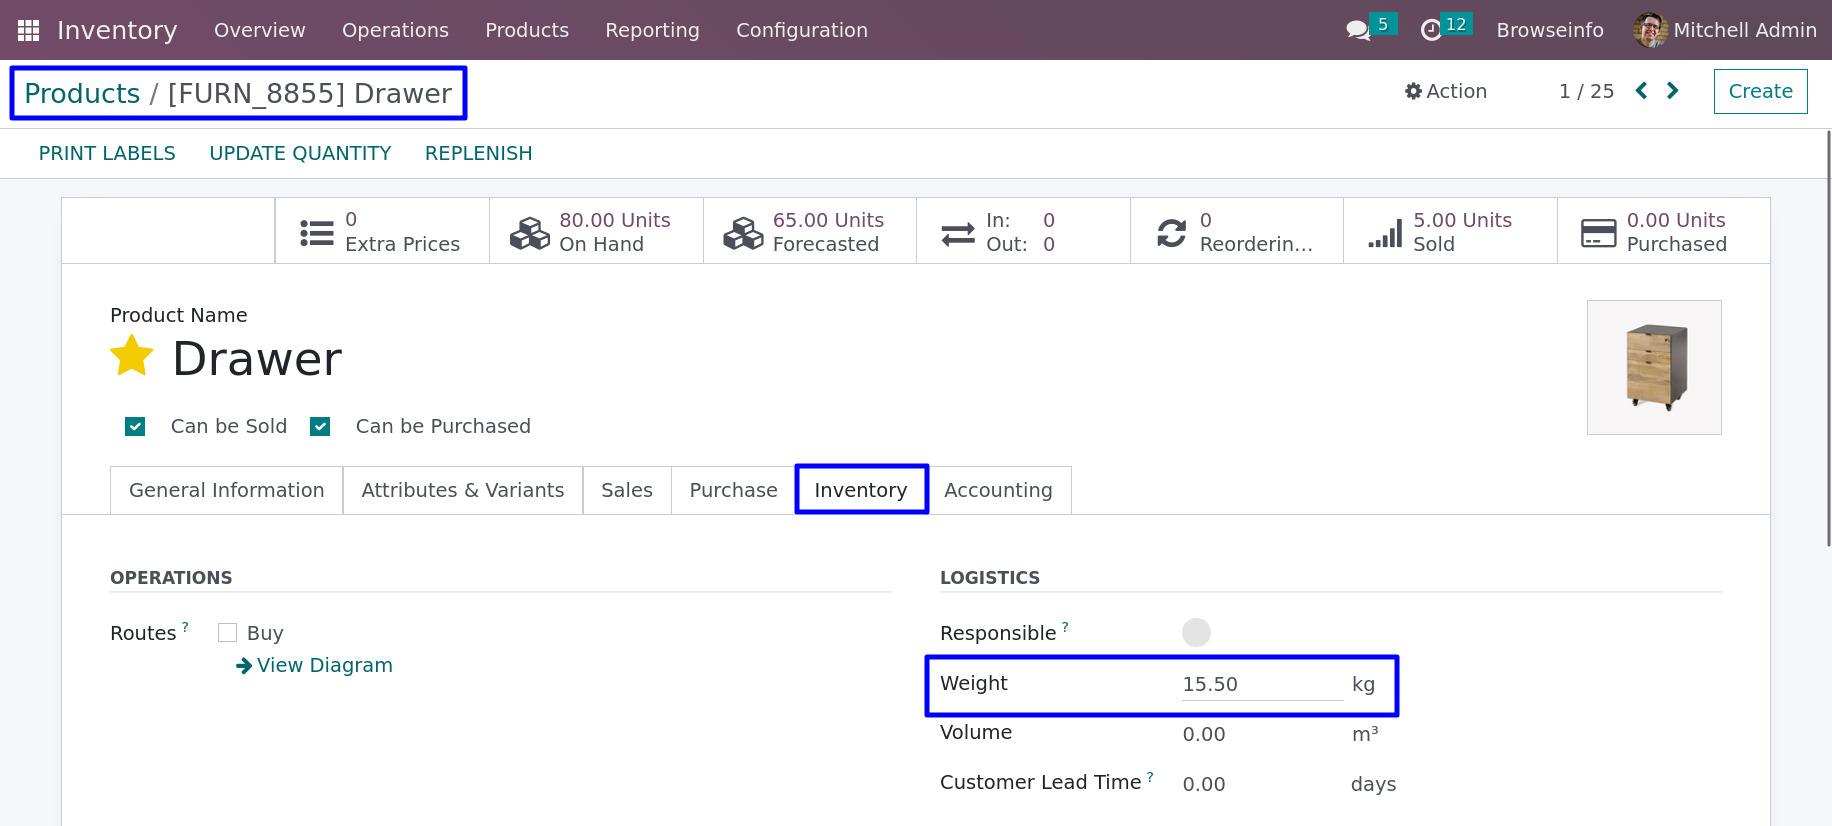 Inventory Overview Operations Products Reporting Configuration 5 12 Browseinfo Mitchell Admin
Products / [FURN_8855] Drawer Action 1 / 25 Create
PRINT LABELS UPDATE QUANTITY REPLENISH
0 80.00 Units 65.00 Units In: 0 0 5.00 Units 0.00 Units
Extra Prices On Hand Forecasted Out: 0 Reorderin... Sold Purchased
Product Name
Drawer
Can be Sold Can be Purchased
General Information Attributes & Variants Sales Purchase Inventory Accounting
OPERATIONS LOGISTICS
Routes ? Buy Responsible ?
View Diagram
Weight 15.50 kg
Volume 0.00 m³
Customer Lead Time ? 0.00 days